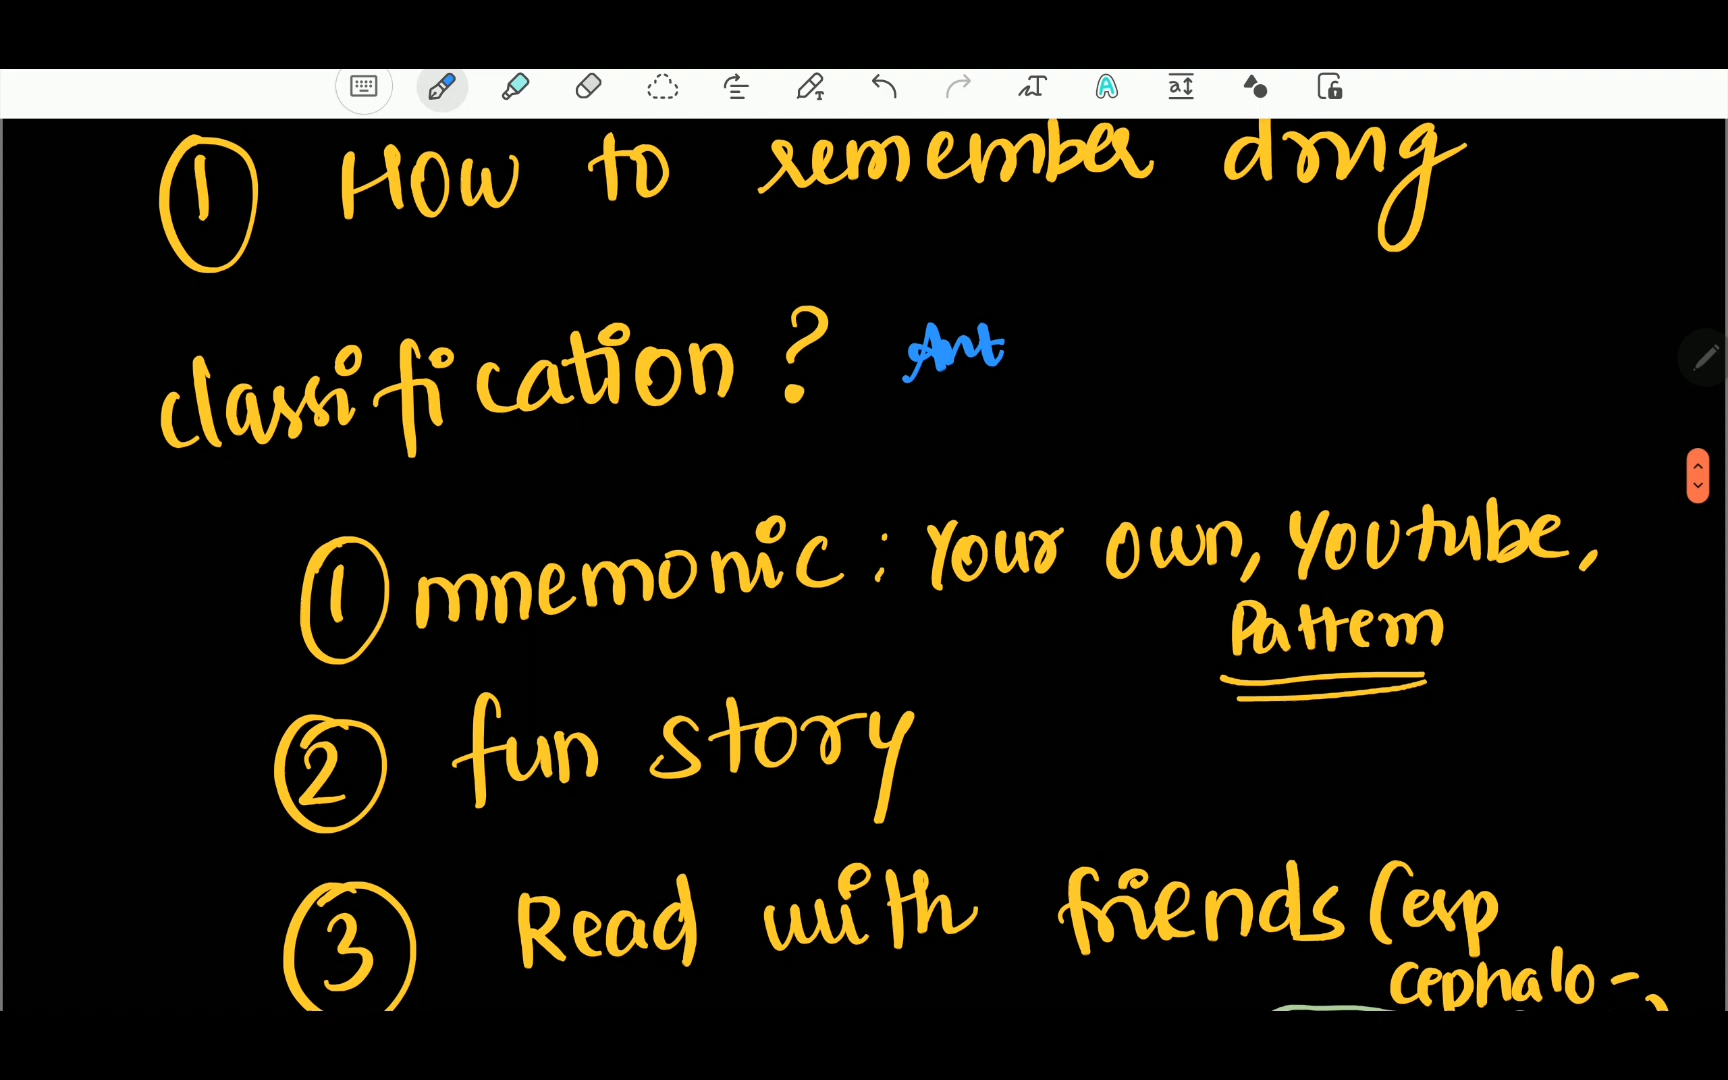 ① How to remember drug
classification ? Ant
① mnemonic : Your own, Youtube,
Pattern
② fun story
③ Read with friends (esp
cephalo -